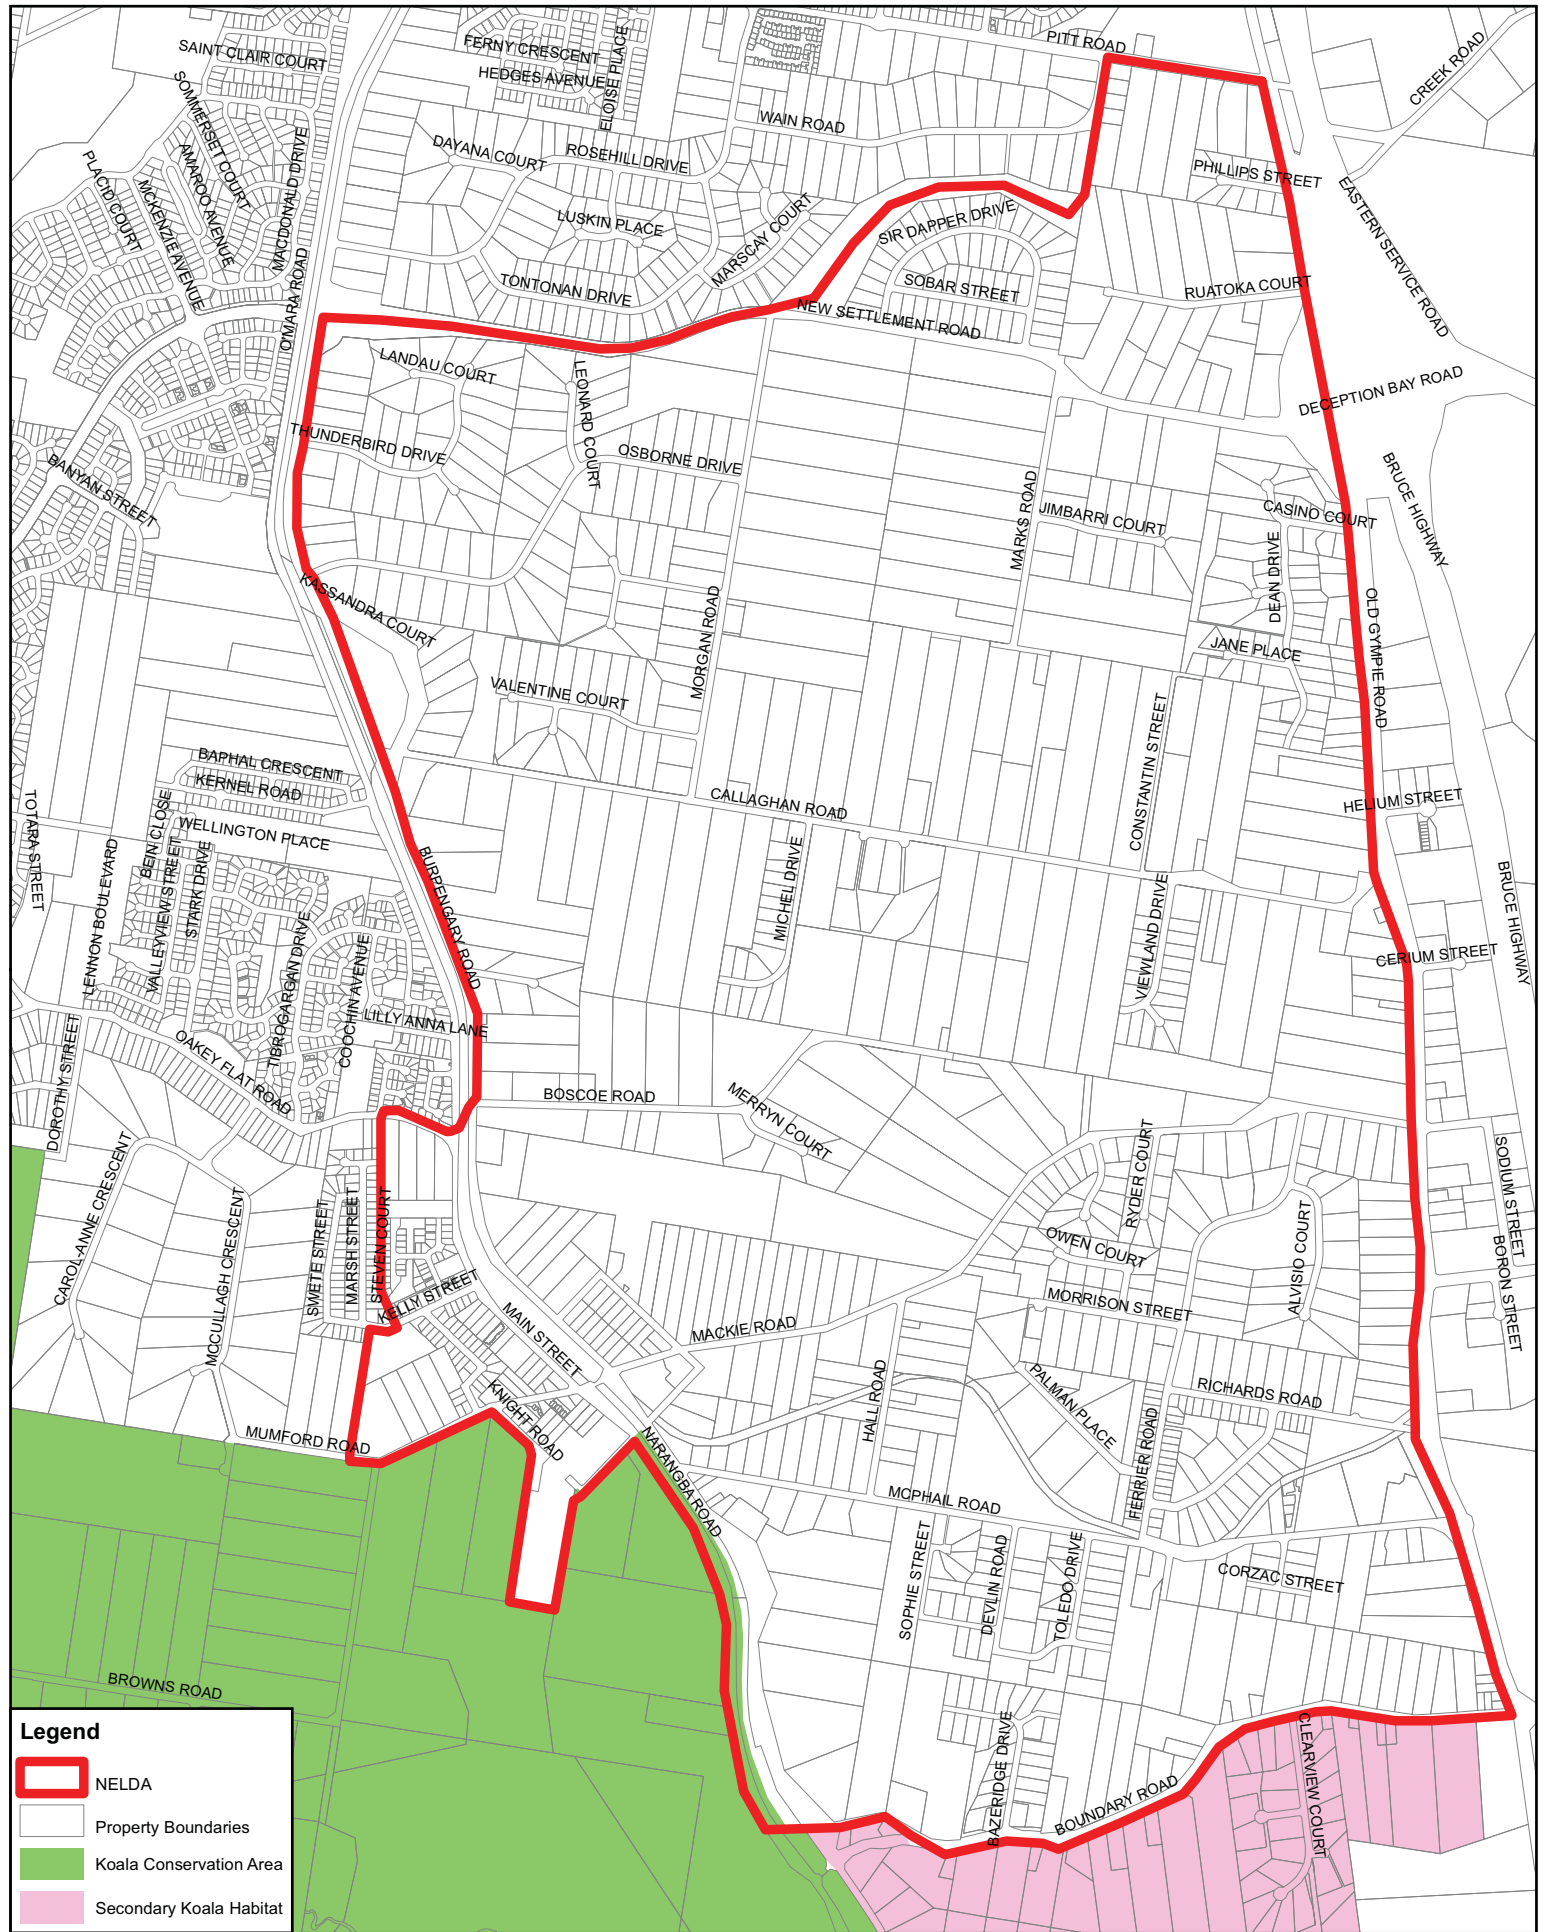 PITT ROAD
SAINT CLAIR COURT
FERNY CRESCENT
HEDGES AVENUE
ELOISE PLACE
CREEK ROAD
SOMMERSET COURT
WAIN ROAD
AMAROO AVENUE
MACDONALD DRIVE
DAYANA COURT
ROSEHILL DRIVE
PLACID COURT
MCKENZIE AVENUE
PHILLIPS STREET
EASTERN SERVICE ROAD
LUSKIN PLACE
MARSCAY COURT
SIR DAPPER DRIVE
O'MARA ROAD
TONTONAN DRIVE
SOBAR STREET
RUATOKA COURT
NEW SETTLEMENT ROAD
LANDAU COURT
LEONARD COURT
DECEPTION BAY ROAD
THUNDERBIRD DRIVE
OSBORNE DRIVE
BANYAN STREET
BRUCE HIGHWAY
MARKS ROAD
JIMBARRI COURT
CASINO COURT
DEAN DRIVE
KASSANDRA COURT
MORGAN ROAD
OLD GYMPIE ROAD
JANE PLACE
VALENTINE COURT
CONSTANTIN STREET
BAPHAL CRESCENT
KERNEL ROAD
CALLAGHAN ROAD
HELIUM STREET
TOTARA STREET
BEIN CLOSE
WELLINGTON PLACE
LENNON BOULEVARD
VALLEYVIEW STREET
STARK DRIVE
BURPENGARY ROAD
MICHEL DRIVE
VIEWLAND DRIVE
BRUCE HIGHWAY
TIBROGARGAN DRIVE
COOCHIN AVENUE
CERIUM STREET
LILLY ANNA LANE
DOROTHY STREET
OAKEY FLAT ROAD
BOSCOE ROAD
MERRYN COURT
RYDER COURT
SODIUM STREET
CAROL-ANNE CRESCENT
MCCULLAGH CRESCENT
SWETE STREET
MARSH STREET
STEVEN COURT
OWEN COURT
ALVISIO COURT
BORON STREET
KELLY STREET
MAIN STREET
MACKIE ROAD
MORRISON STREET
KNIGHT ROAD
HALL ROAD
PALMAN PLACE
RICHARDS ROAD
MUMFORD ROAD
NARANGBA ROAD
FERRIER ROAD
MCPHAIL ROAD
SOPHIE STREET
DEVLIN ROAD
TOLEDO DRIVE
CORZAC STREET
BROWNS ROAD
BAZERIDGE DRIVE
BOUNDARY ROAD
CLEARVIEW COURT
Legend
NELDA
Property Boundaries
Koala Conservation Area
Secondary Koala Habitat